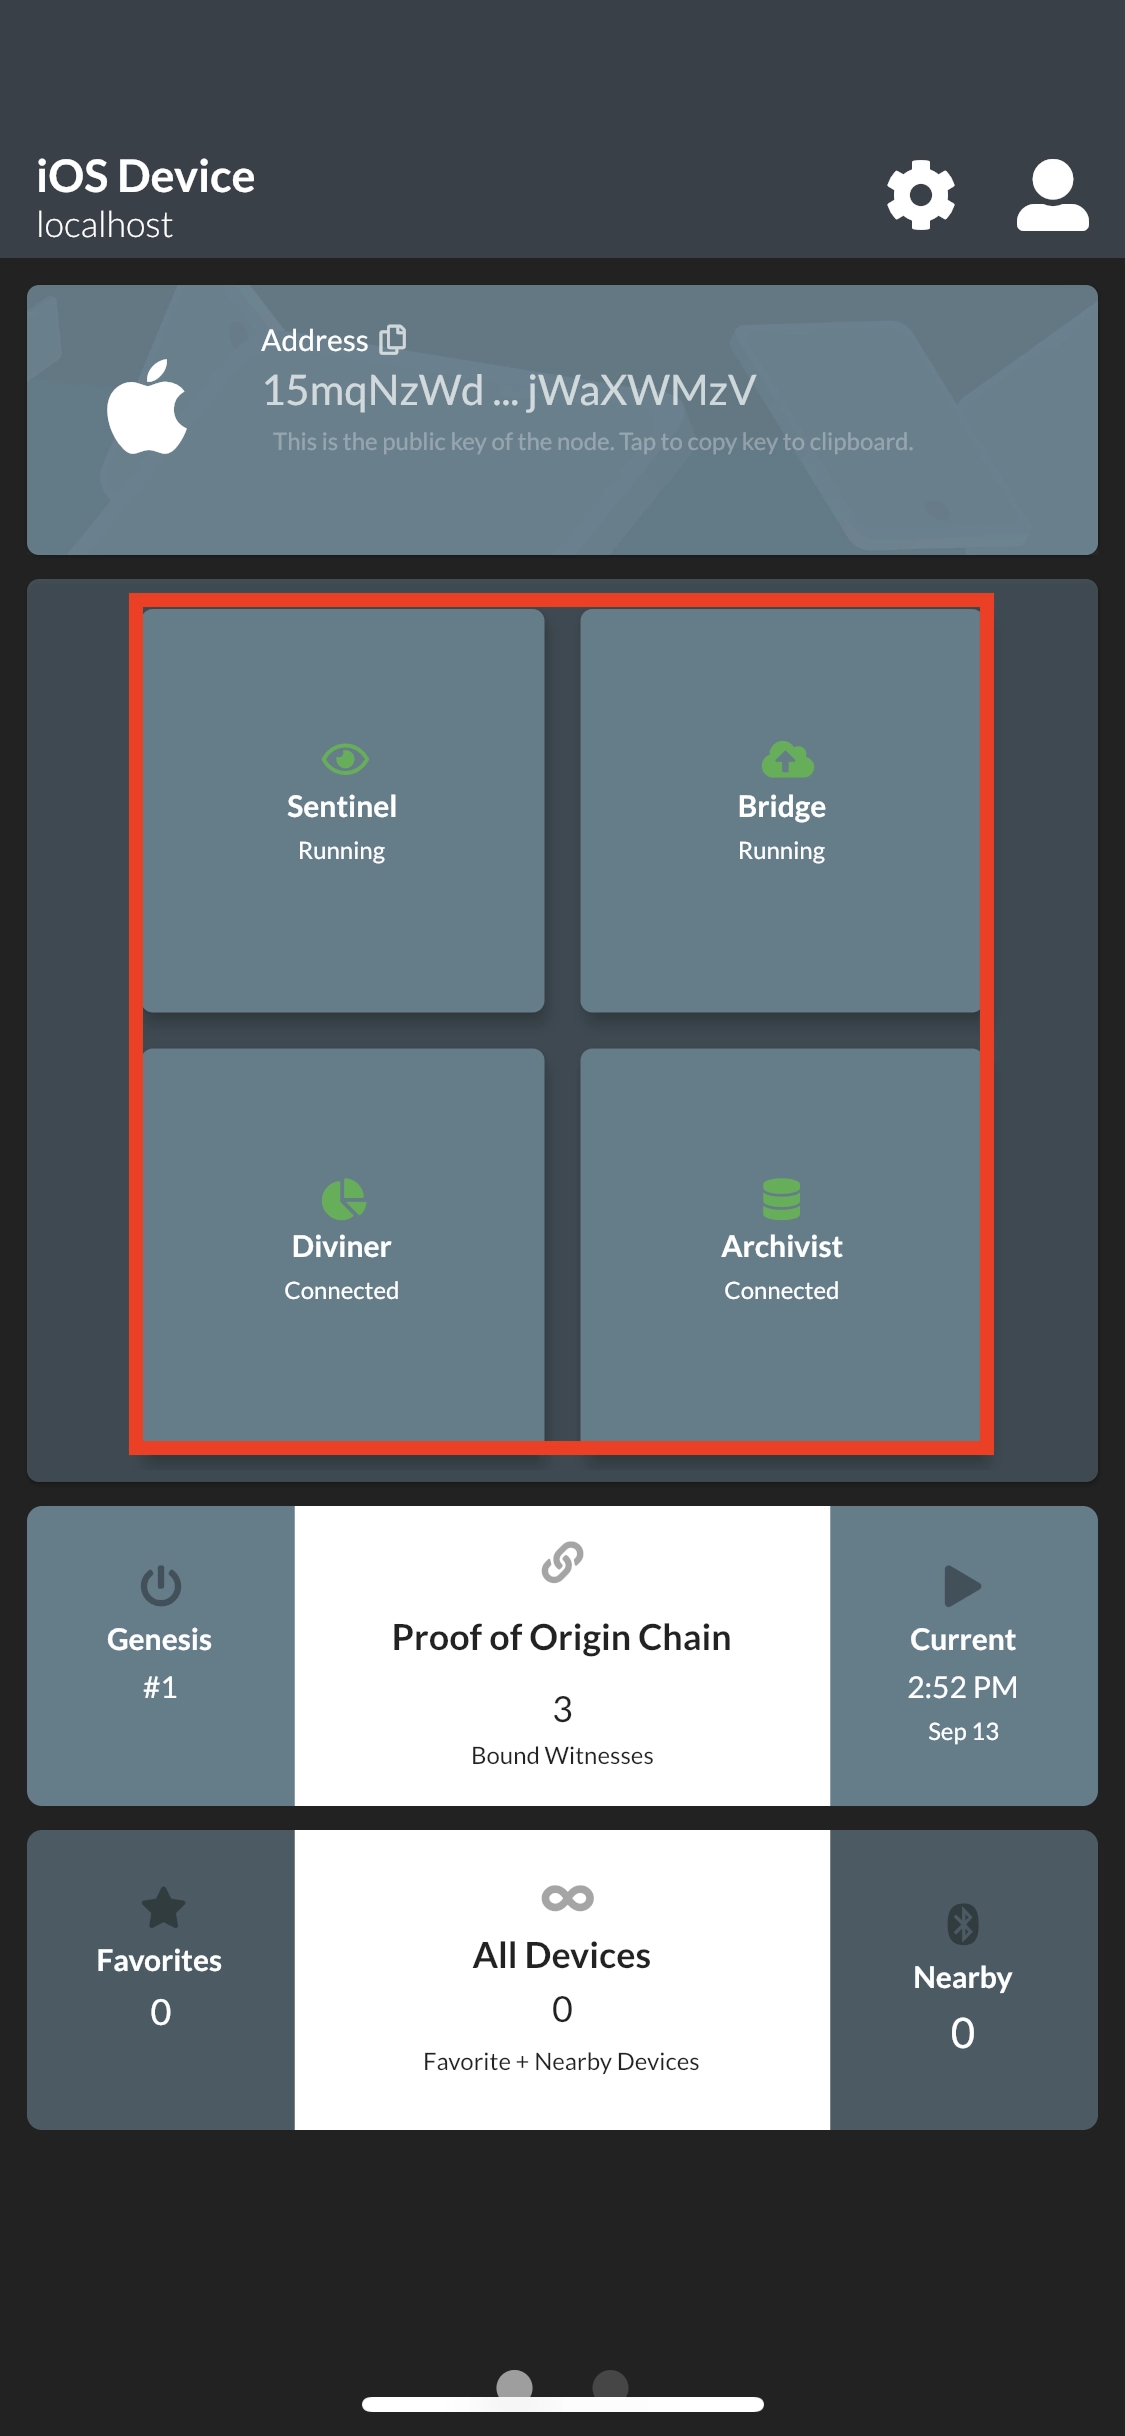 iOS Device
localhost
Address
15mqNzWd ... jWaXWMzV
This is the public key of the node. Tap to copy key to clipboard.
Sentinel
Running
Bridge
Running
Diviner
Connected
Archivist
Connected
Genesis
#1
Proof of Origin Chain
3
Bound Witnesses
Current
2:52 PM
Sep 13
Favorites
0
All Devices
0
Favorite + Nearby Devices
Nearby
0